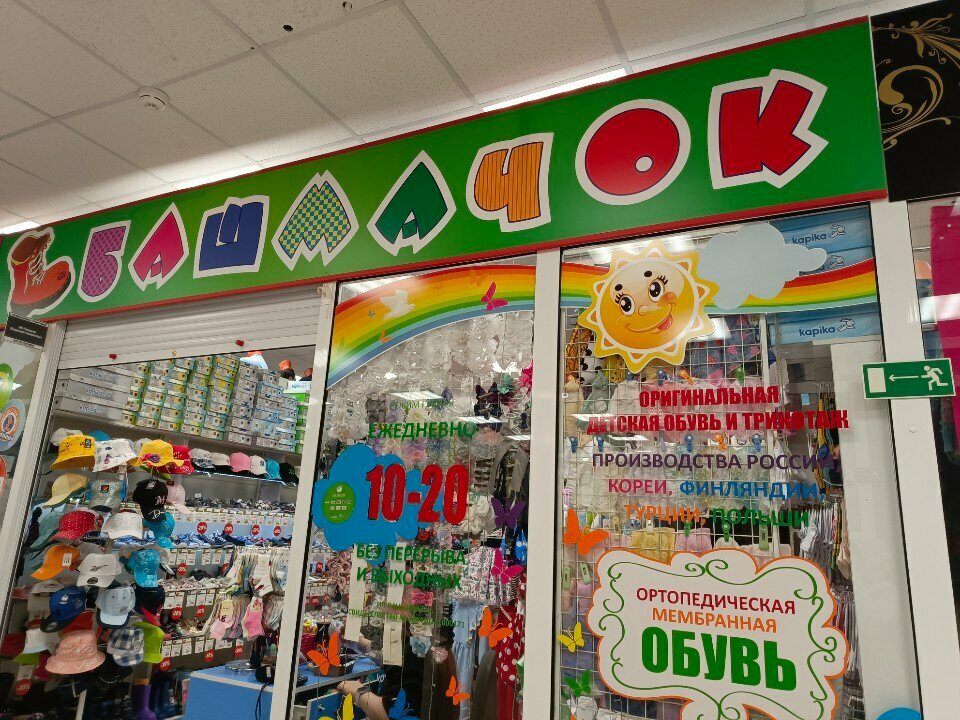 БАШМАЧОК
kapika
kapika
ЕЖЕДНЕВНО
10-20
БЕЗ ПЕРЕРЫВА
И ВЫХОДНЫХ
ОРИГИНАЛЬНАЯ
ДЕТСКАЯ ОБУВЬ И ТРИКОТАЖ
ПРОИЗВОДСТВА РОССИИ,
КОРЕИ, ФИНЛЯНДИИ,
ТУРЦИИ, ПОЛЬШИ
ОРТОПЕДИЧЕСКАЯ
МЕМБРАННАЯ
ОБУВЬ